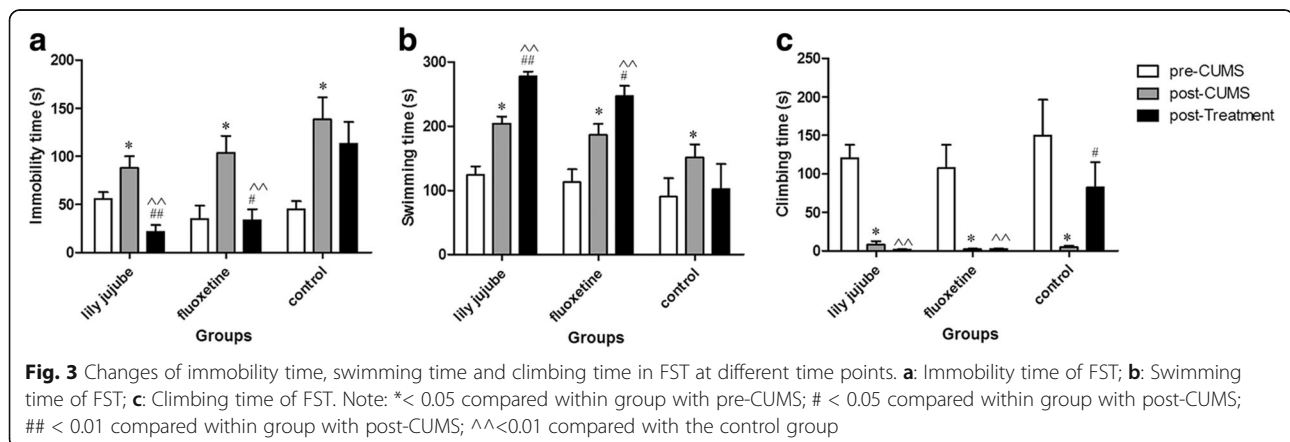 a
b
c
Immobility time (s)
200
150
100
50
0
*
^^
##
*
^^
#
*
lily jujube
fluoxetine
control
Groups
Swimming time (s)
300
200
100
0
*
^^
##
*
^^
#
*
lily jujube
fluoxetine
control
Groups
Climbing time (s)
250
200
150
100
50
0
*
^^
*
^^
*
#
lily jujube
fluoxetine
control
Groups
pre-CUMS
post-CUMS
post-Treatment
Fig. 3 Changes of immobility time, swimming time and climbing time in FST at different time points. a: Immobility time of FST; b: Swimming
time of FST; c: Climbing time of FST. Note: *< 0.05 compared within group with pre-CUMS; # < 0.05 compared within group with post-CUMS;
## < 0.01 compared within group with post-CUMS; ^^<0.01 compared with the control group